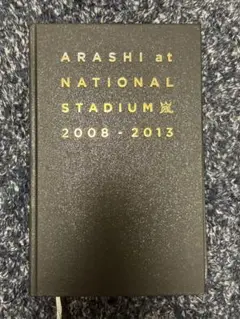 ARASHI at
NATIONAL
STADIUM 嵐
2008 - 2013